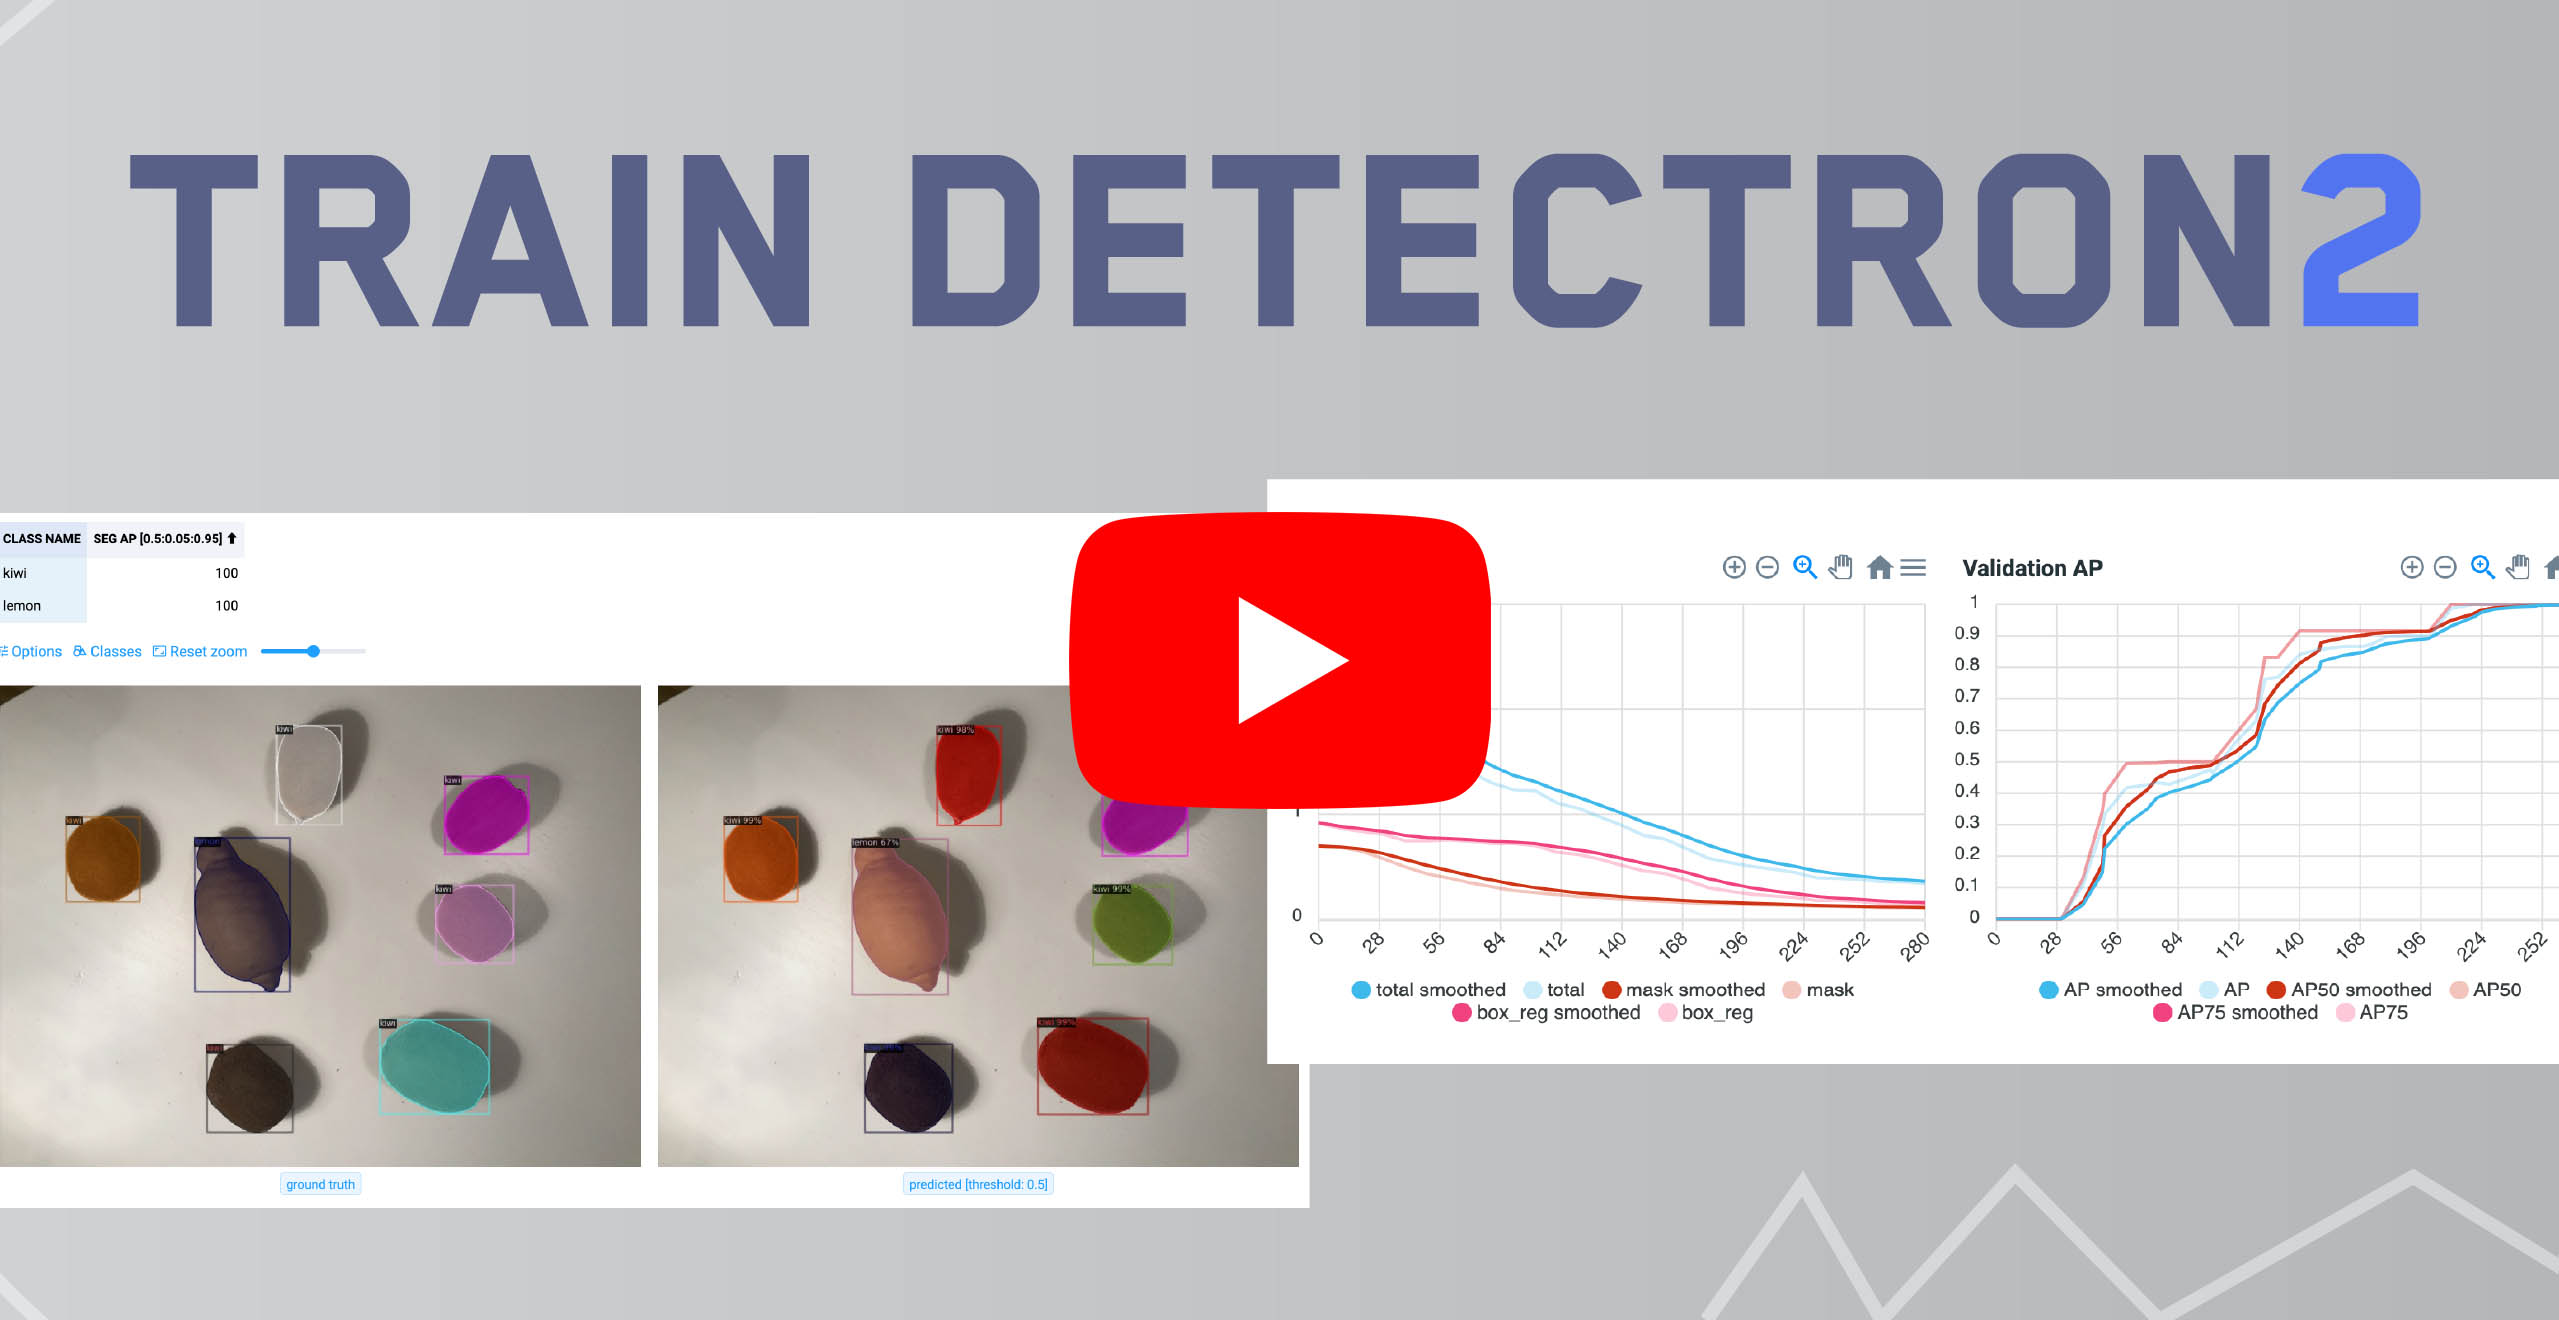 TRAIN DETECTRON2
CLASS NAME SEG AP [0.5:0.05:0.95]
kiwi 100
lemon 100
Options Classes Reset zoom
kiwi
kiwi
kiwi
lemon
kiwi
kiwi
kiwi
ground truth
kiwi 98%
kiwi 99%
lemon 67%
kiwi 99%
kiwi 99%
predicted [threshold: 0.5]
1
0
0 28 56 84 112 140 168 196 224 252 280
total smoothed total mask smoothed mask
box_reg smoothed box_reg
Validation AP
1
0.9
0.8
0.7
0.6
0.5
0.4
0.3
0.2
0.1
0
0 28 56 84 112 140 168 196 224 252
AP smoothed AP AP50 smoothed AP50
AP75 smoothed AP75